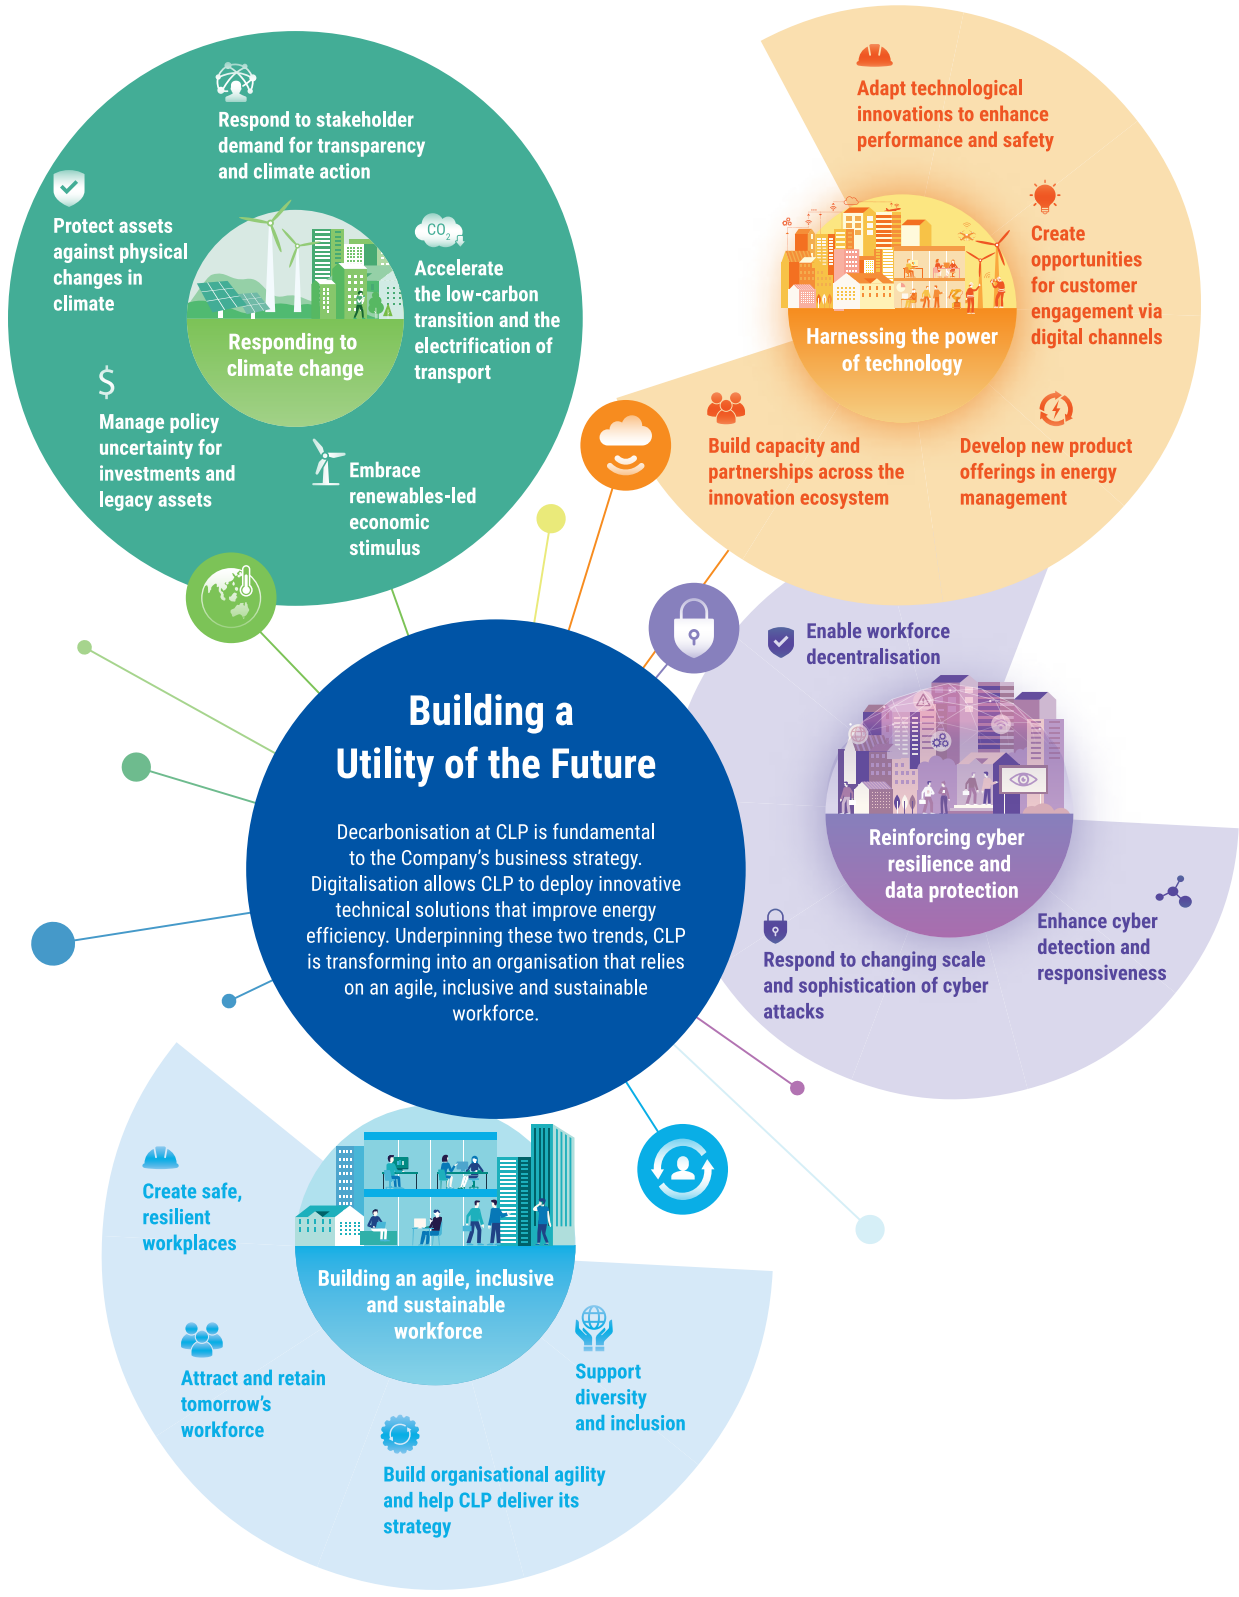 Respond to stakeholder
demand for transparency
and climate action
Protect assets
against physical
changes in
climate
CO2
Accelerate
the low-carbon
transition and the
electrification of
transport
Responding to
climate change
$
Manage policy
uncertainty for
investments and
legacy assets
Embrace
renewables-led
economic
stimulus
Adapt technological
innovations to enhance
performance and safety
Create
opportunities
for customer
engagement via
digital channels
Harnessing the power
of technology
Build capacity and
partnerships across the
innovation ecosystem
Develop new product
offerings in energy
management
Enable workforce
decentralisation
Reinforcing cyber
resilience and
data protection
Respond to changing scale
and sophistication of cyber
attacks
Enhance cyber
detection and
responsiveness
Building a
Utility of the Future
Decarbonisation at CLP is fundamental
to the Company's business strategy.
Digitalisation allows CLP to deploy innovative
technical solutions that improve energy
efficiency. Underpinning these two trends, CLP
is transforming into an organisation that relies
on an agile, inclusive and sustainable
workforce.
Create safe,
resilient
workplaces
Building an agile, inclusive
and sustainable
workforce
Attract and retain
tomorrow's
workforce
Support
diversity
and inclusion
Build organisational agility
and help CLP deliver its
strategy